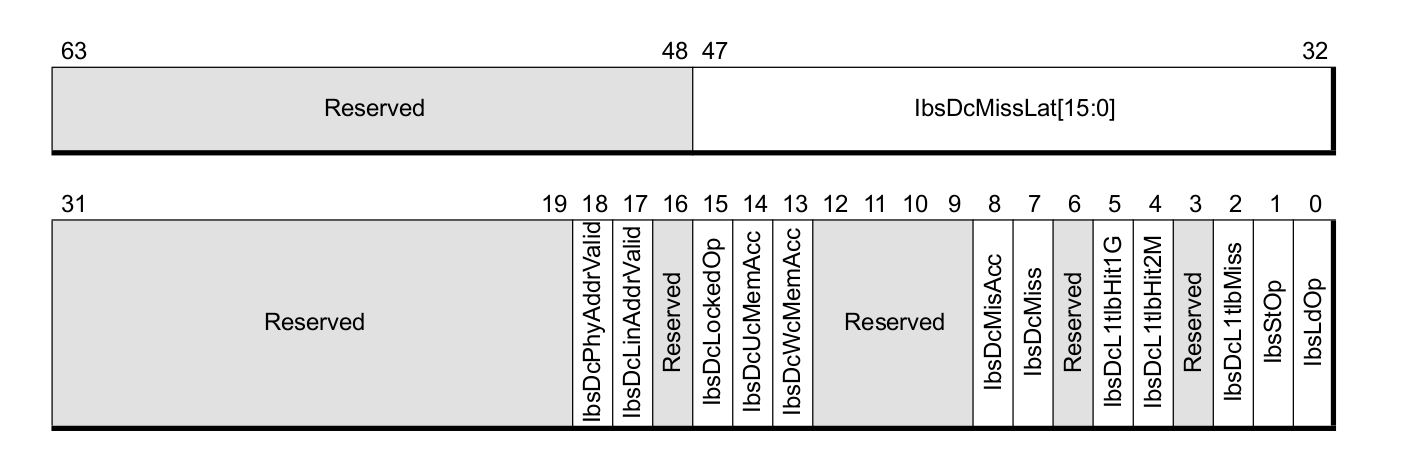 63 48 47 32
Reserved IbsDcMissLat[15:0]
31 19 18 17 16 15 14 13 12 11 10 9 8 7 6 5 4 3 2 1 0
Reserved
IbsDcPhyAddrValid
IbsDcLinAddrValid
Reserved
IbsDcLockedOp
IbsDcUcMemAcc
IbsDcWcMemAcc
Reserved
IbsDcMisAcc
IbsDcMiss
Reserved
IbsDcL1tlbHit1G
IbsDcL1tlbHit2M
Reserved
IbsDcL1tlbMiss
IbsStOp
IbsLdOp